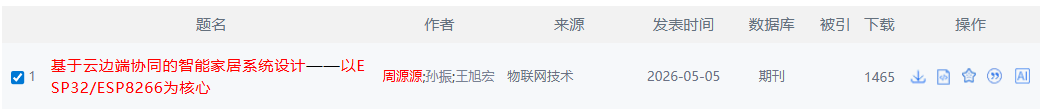 题名 作者 来源 发表时间 数据库 被引 下载 操作
1 基于云边端协同的智能家居系统设计——以E 周源源;孙振;王旭宏 物联网技术 2026-05-05 期刊 1465 AI
SP32/ESP8266为核心